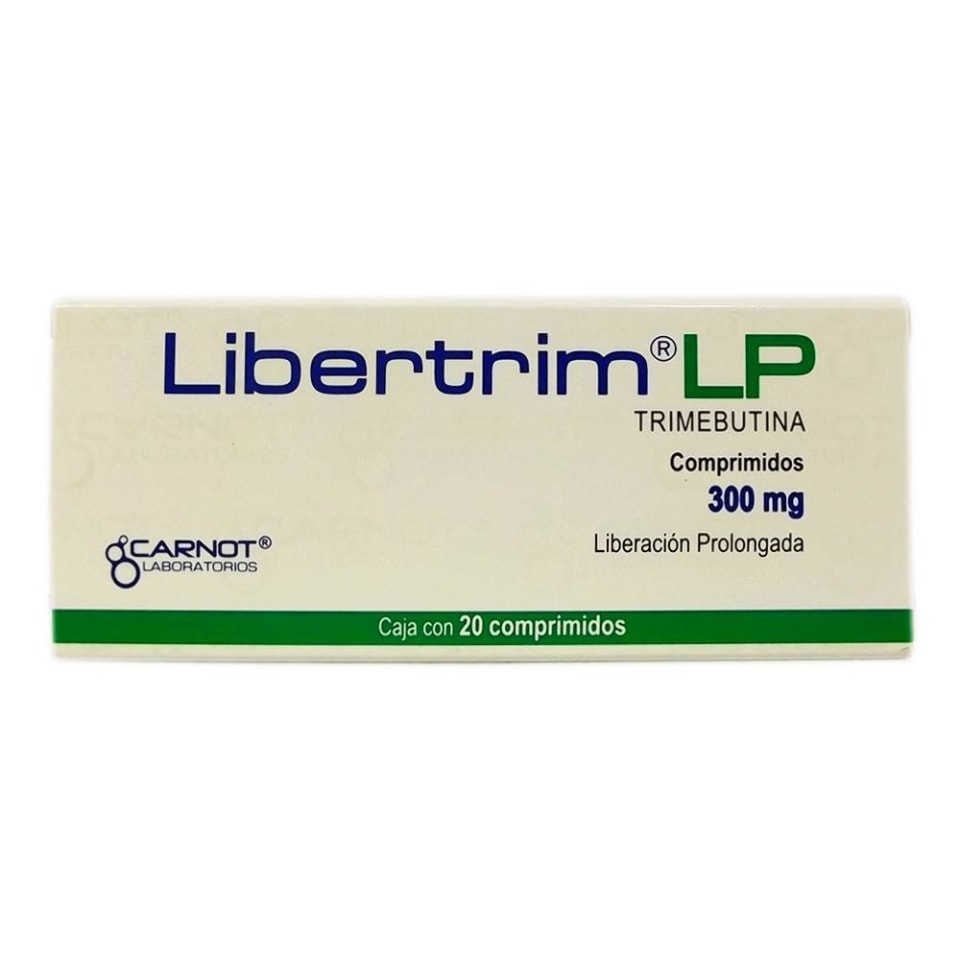 Libertrim® LP
TRIMEBUTINA
Comprimidos
300 mg
Liberación Prolongada
CARNOT®
LABORATORIOS
Caja con 20 comprimidos